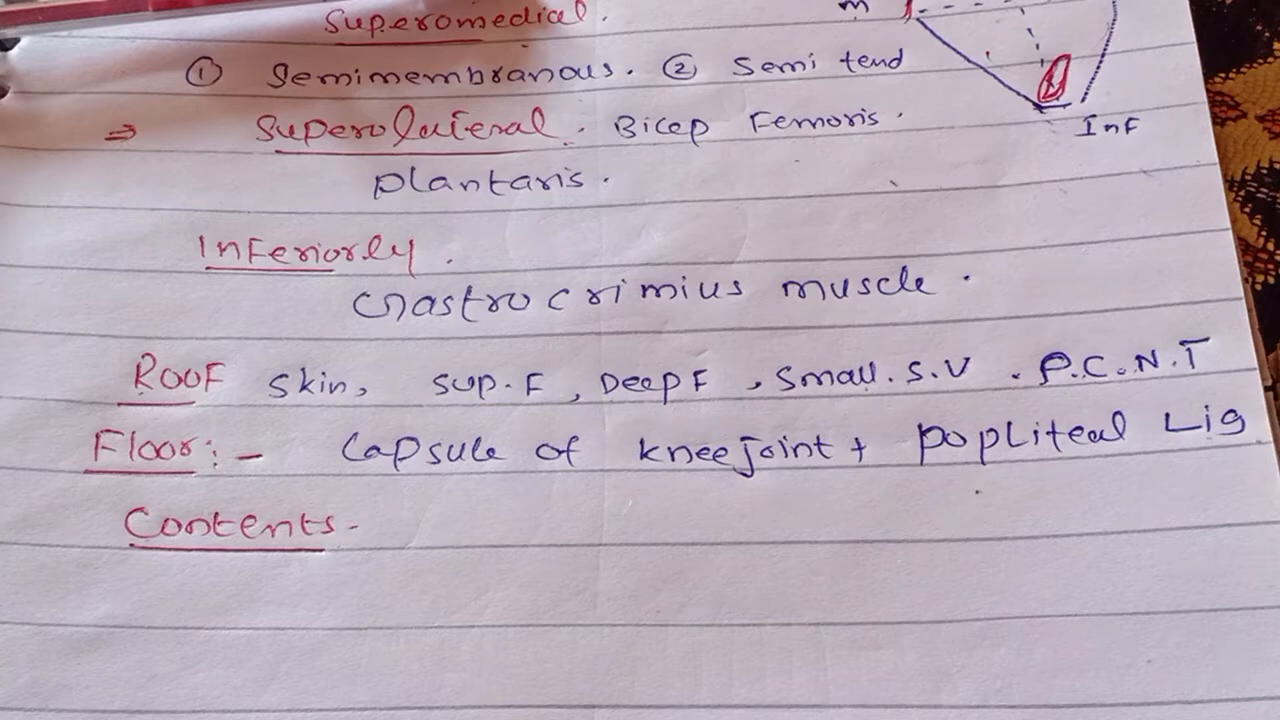 Superomedial.
m
① Semimembranous. ② Semi tend
⇒ Superolateral. Bicep Femoris.
InF
plantaris.
InFeriorly.
Gastrocrimius muscle.
RooF skin, sup.F, Deep F, small.S.V. P.C.N.T
Floor:- Capsule of kneejoint + popliteal Lig
Contents-